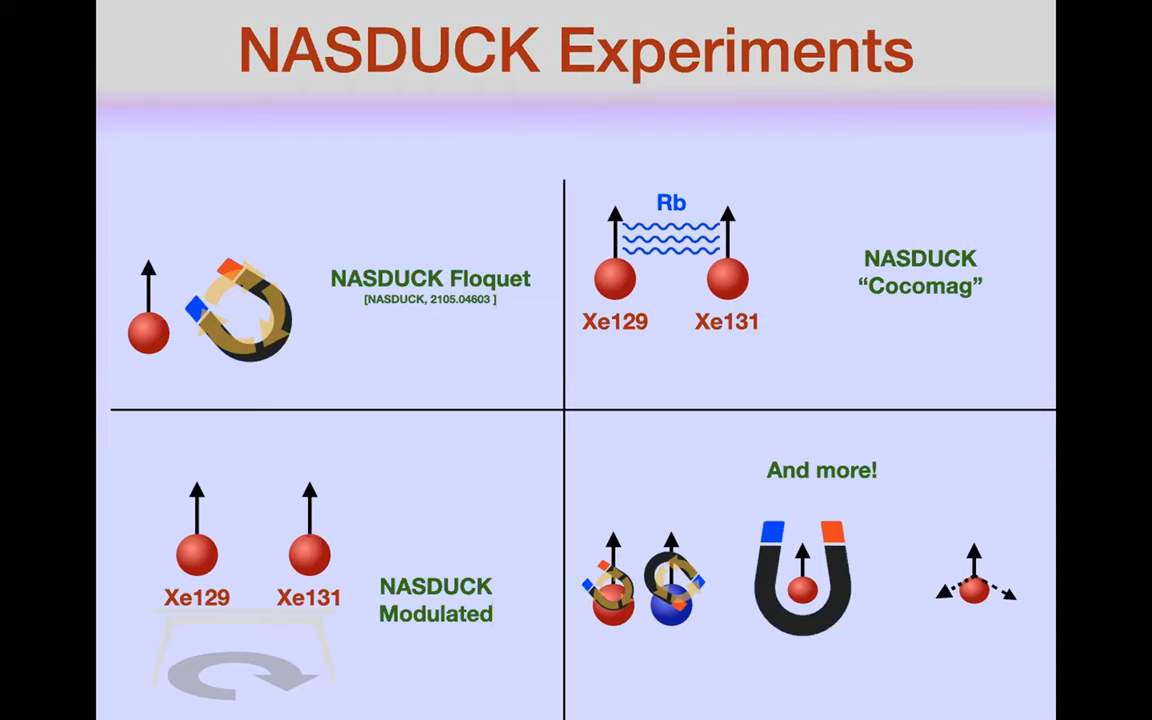 NASDUCK Experiments
NASDUCK Floquet
[NASDUCK, 2105.04603 ]
Rb
Xe129 Xe131
NASDUCK
“Cocomag”
Xe129 Xe131
NASDUCK
Modulated
And more!